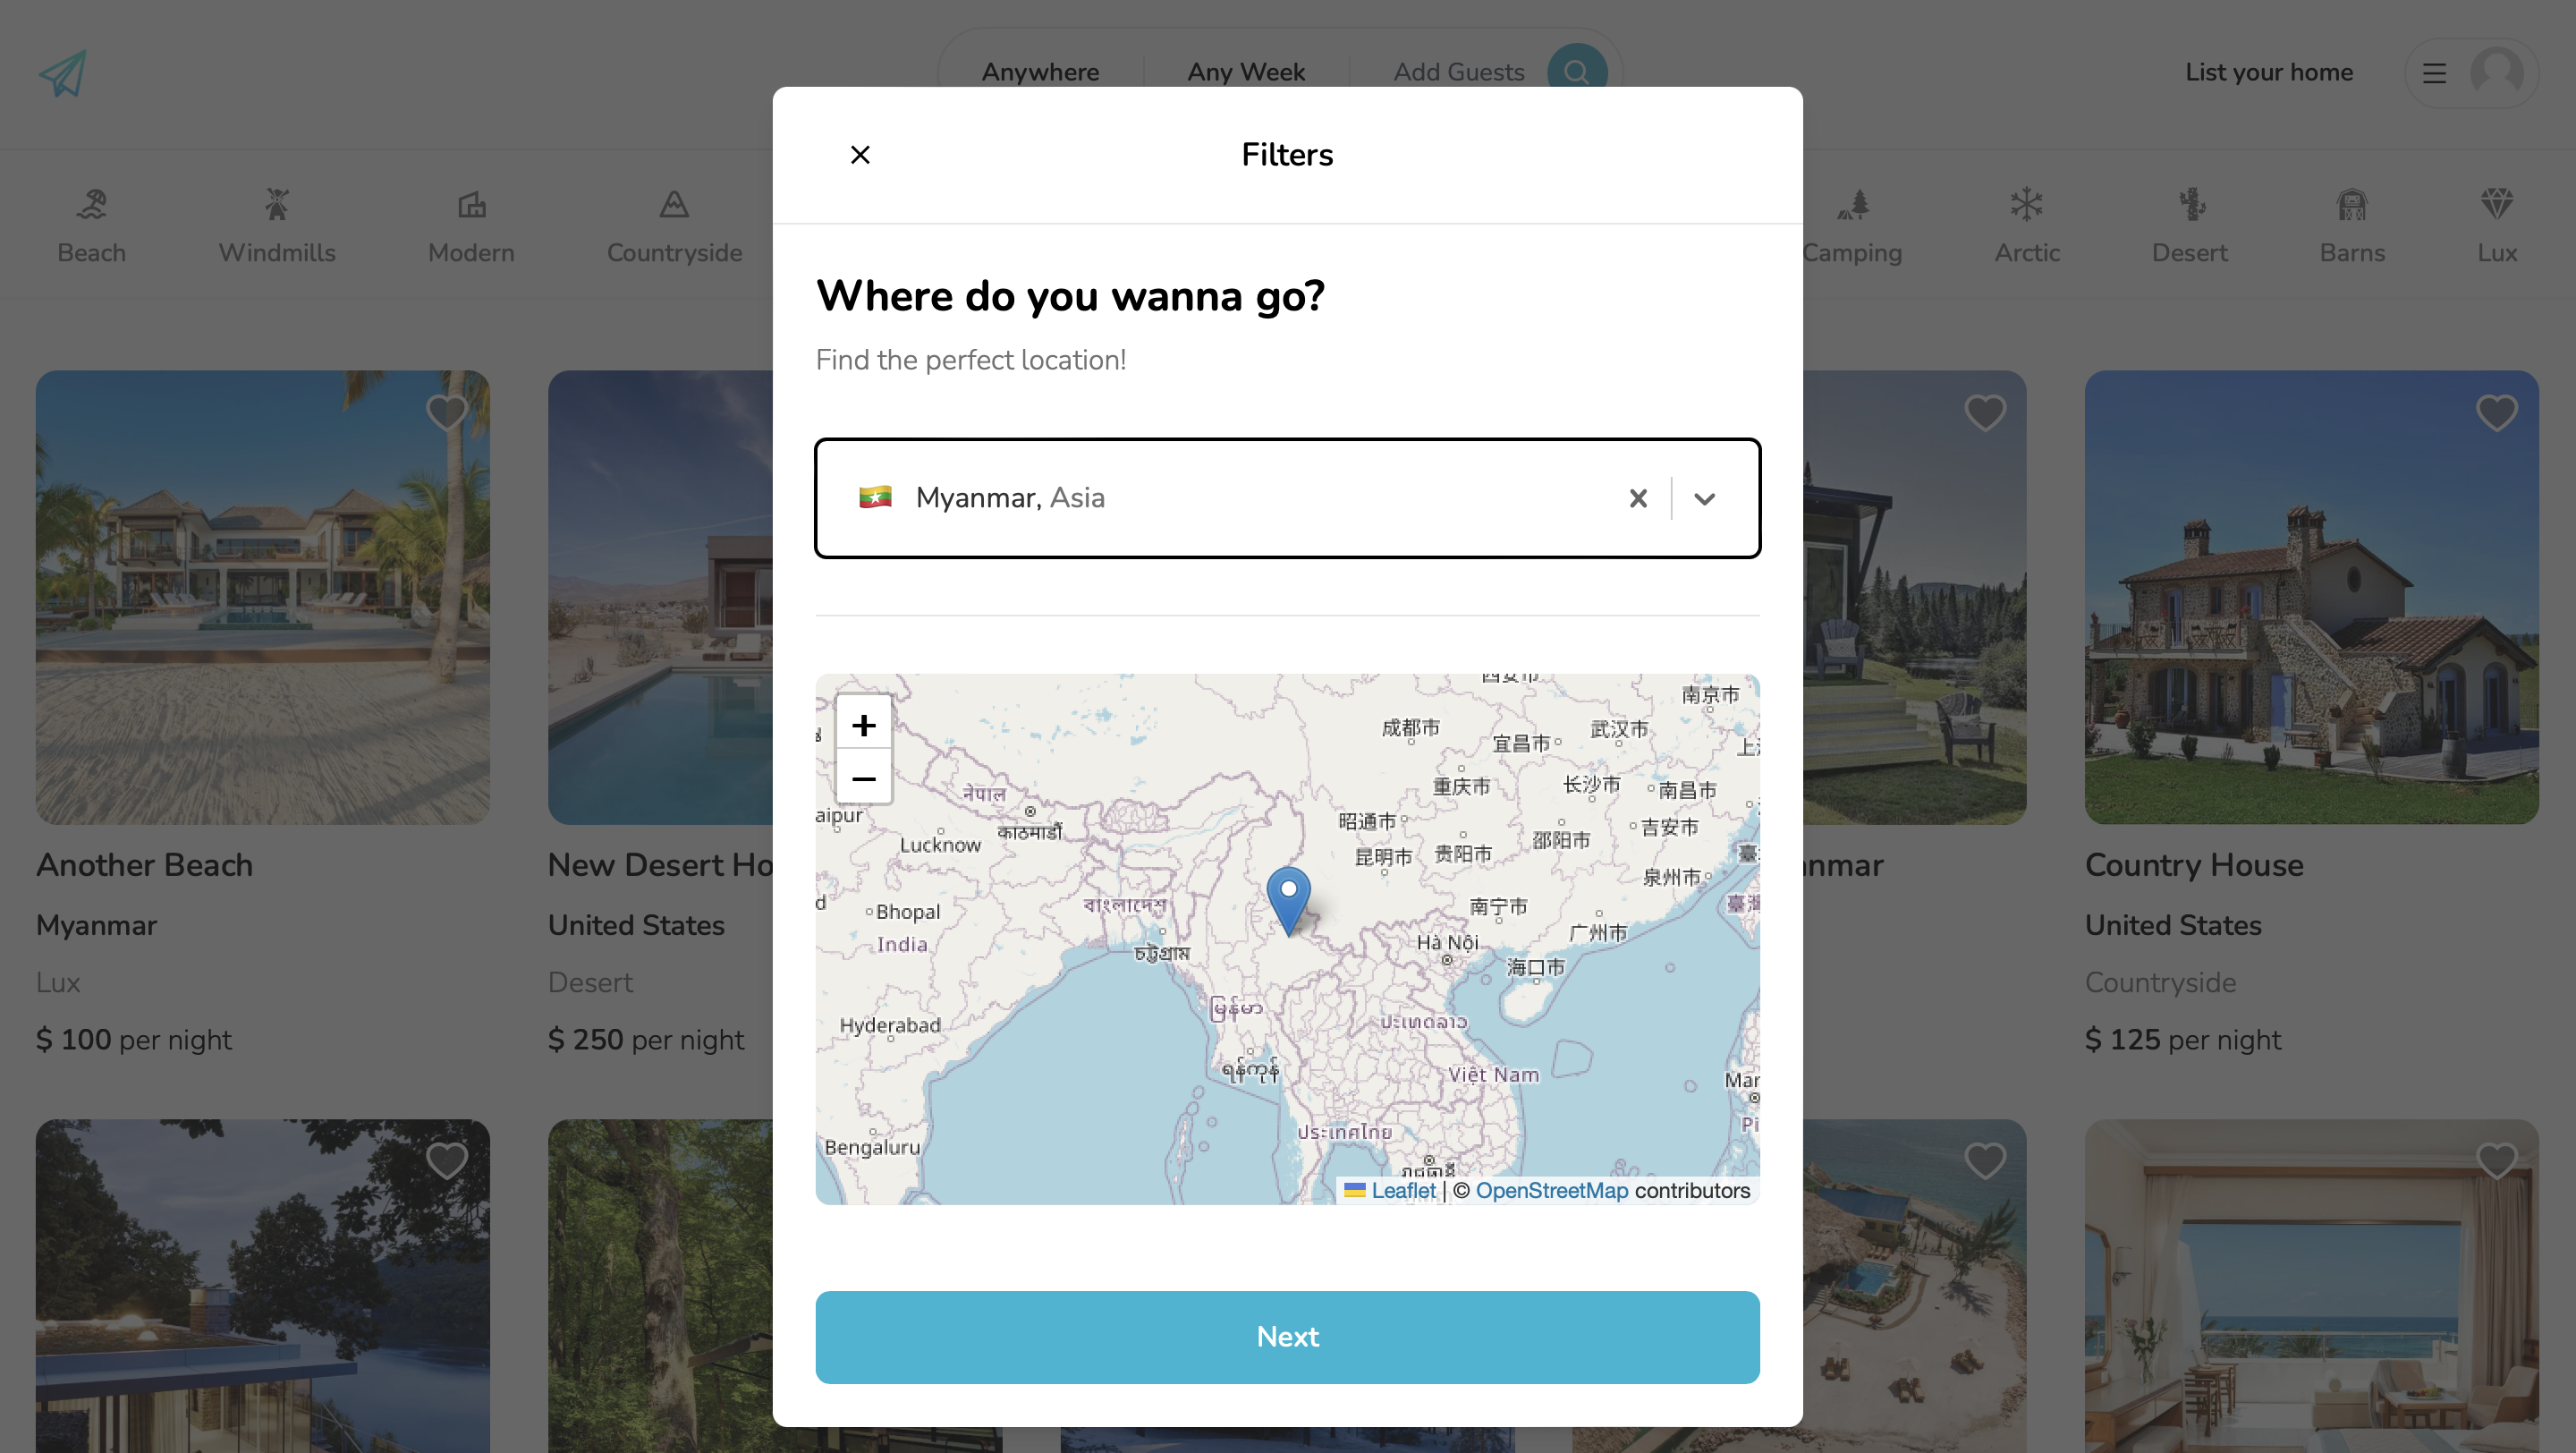 Anywhere
Any Week
Add Guests
List your home
Beach
Windmills
Modern
Countryside
Camping
Arctic
Desert
Barns
Lux
Filters
Where do you wanna go?
Find the perfect location!
Myanmar, Asia
+
−
नेपाल
काठमाडौं
aipur
Lucknow
Bhopal
India
বাংলাদেশ
চট্টগ্রাম
Hyderabad
Bengaluru
မြန်မာ
ရန်ကုန်
成都市
宜昌市
武汉市
南京市
重庆市
长沙市
南昌市
昭通市
邵阳市
吉安市
昆明市
贵阳市
泉州市
南宁市
广州市
Hà Nội
海口市
ປະເທດລາວ
Việt Nam
ประเทศไทย
Leaflet | © OpenStreetMap contributors
Next
Another Beach
Myanmar
Lux
$ 100 per night
New Desert Ho
United States
Desert
$ 250 per night
nmar
Country House
United States
Countryside
$ 125 per night